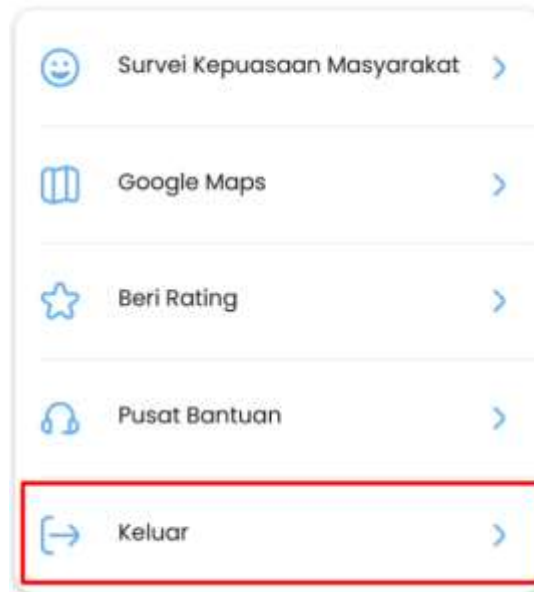 Survei Kepuasaan Masyarakat
Google Maps
Beri Rating
Pusat Bantuan
Keluar